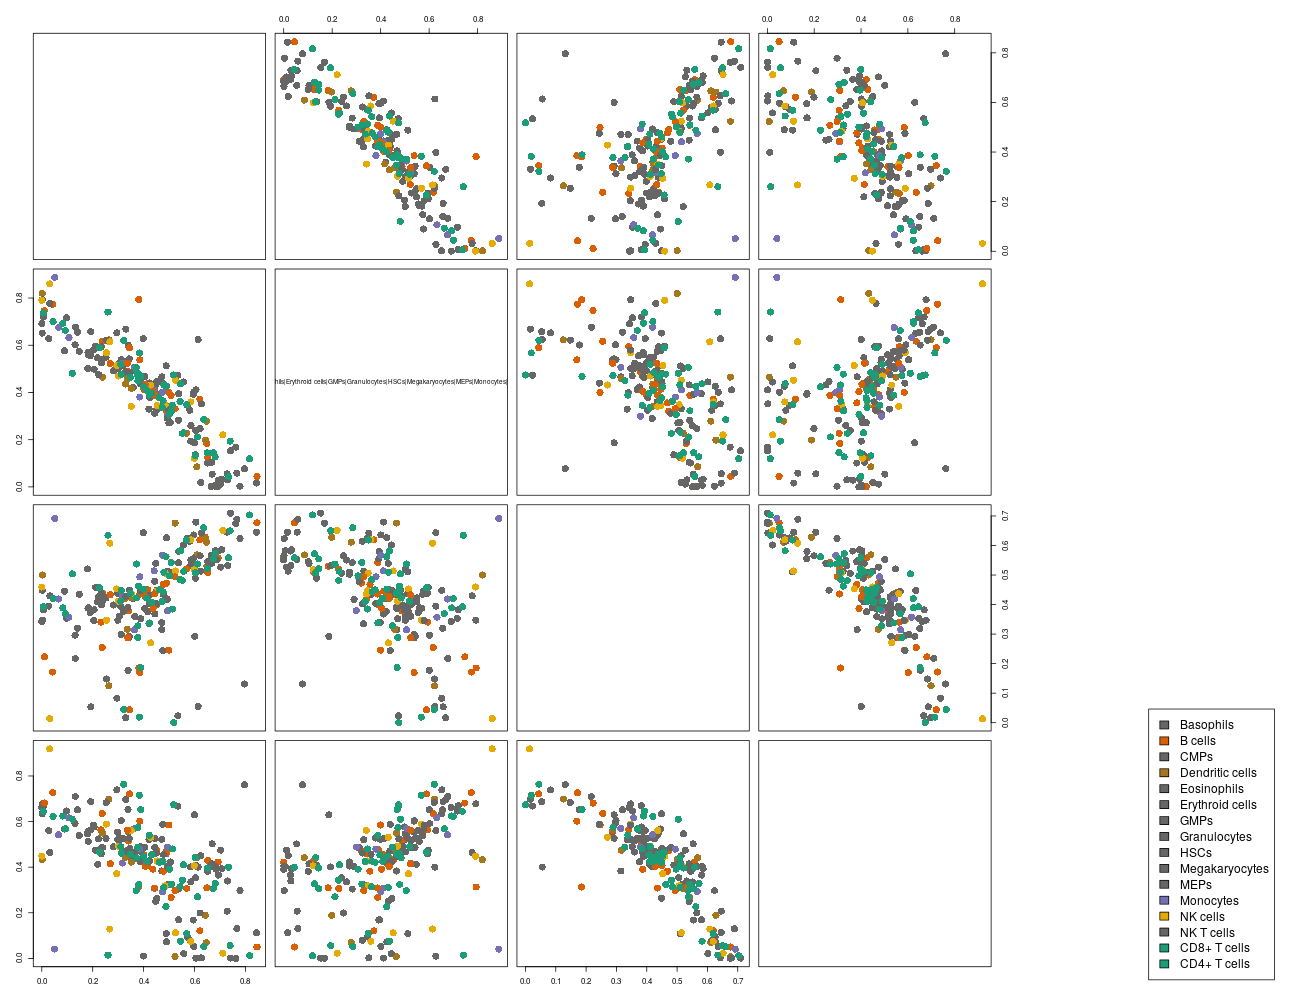 0.0 0.2 0.4 0.6 0.8
0.0 0.2 0.4 0.6 0.8
0.8
0.6
0.4
0.2
0.0
0.8
0.6
0.4
0.2
0.0
Erythroid cells|GMPs|Granulocytes|HSCs|Megakaryocytes|MEPs|Monocytes|
0.7
0.6
0.5
0.4
0.3
0.2
0.1
0.0
0.8
0.6
0.4
0.2
0.0
0.0 0.2 0.4 0.6 0.8
0.0 0.1 0.2 0.3 0.4 0.5 0.6 0.7
Basophils
B cells
CMPs
Dendritic cells
Eosinophils
Erythroid cells
GMPs
Granulocytes
HSCs
Megakaryocytes
MEPs
Monocytes
NK cells
NK T cells
CD8+ T cells
CD4+ T cells